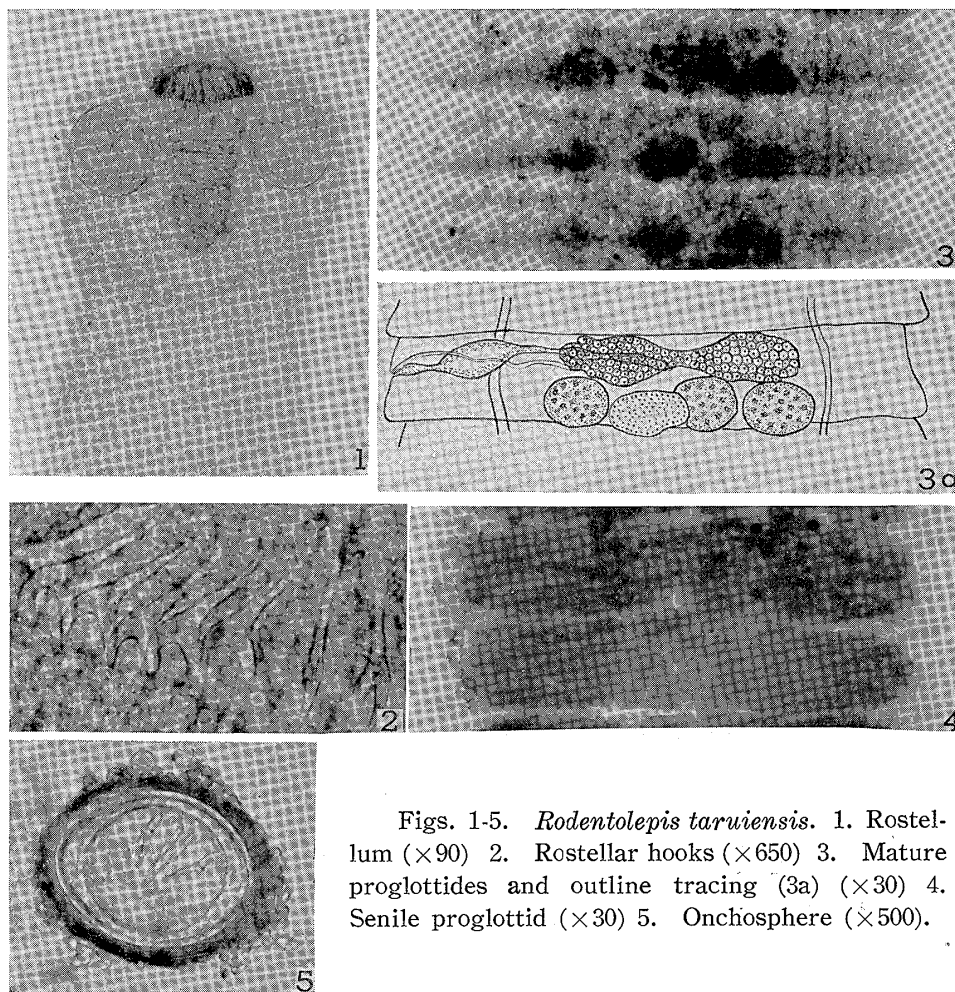 1
3
3a
2
4
5
Figs. 1-5. Rodentolepis taruiensis. 1. Rostel-
lum (×90) 2. Rostellar hooks (×650) 3. Mature
proglottides and outline tracing (3a) (×30) 4.
Senile proglottid (×30) 5. Onchosphere (×500).